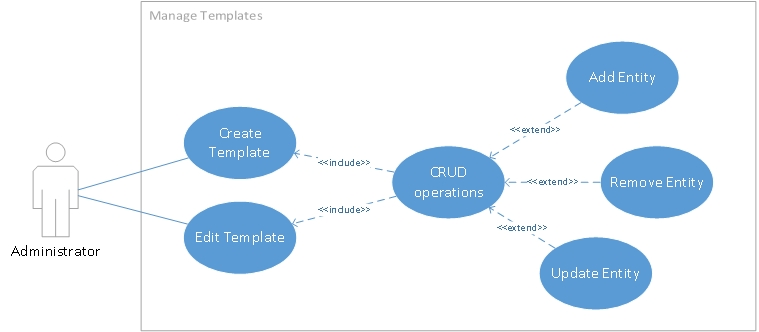 Manage Templates
Add Entity
<<extend>>
Create
Template
<<include>>
CRUD
operations
<<extend>>
Remove Entity
<<include>>
Edit Template
<<extend>>
Administrator
Update Entity